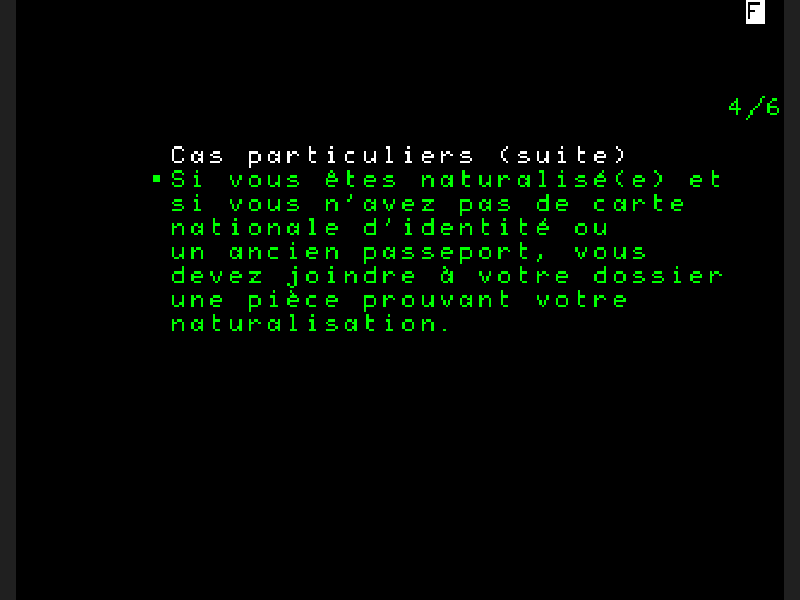 F
4/6
Cas particuliers (suite)
▪Si vous êtes naturalisé(e) et
si vous n'avez pas de carte
nationale d'identité ou
un ancien passeport, vous
devez joindre à votre dossier
une pièce prouvant votre
naturalisation.